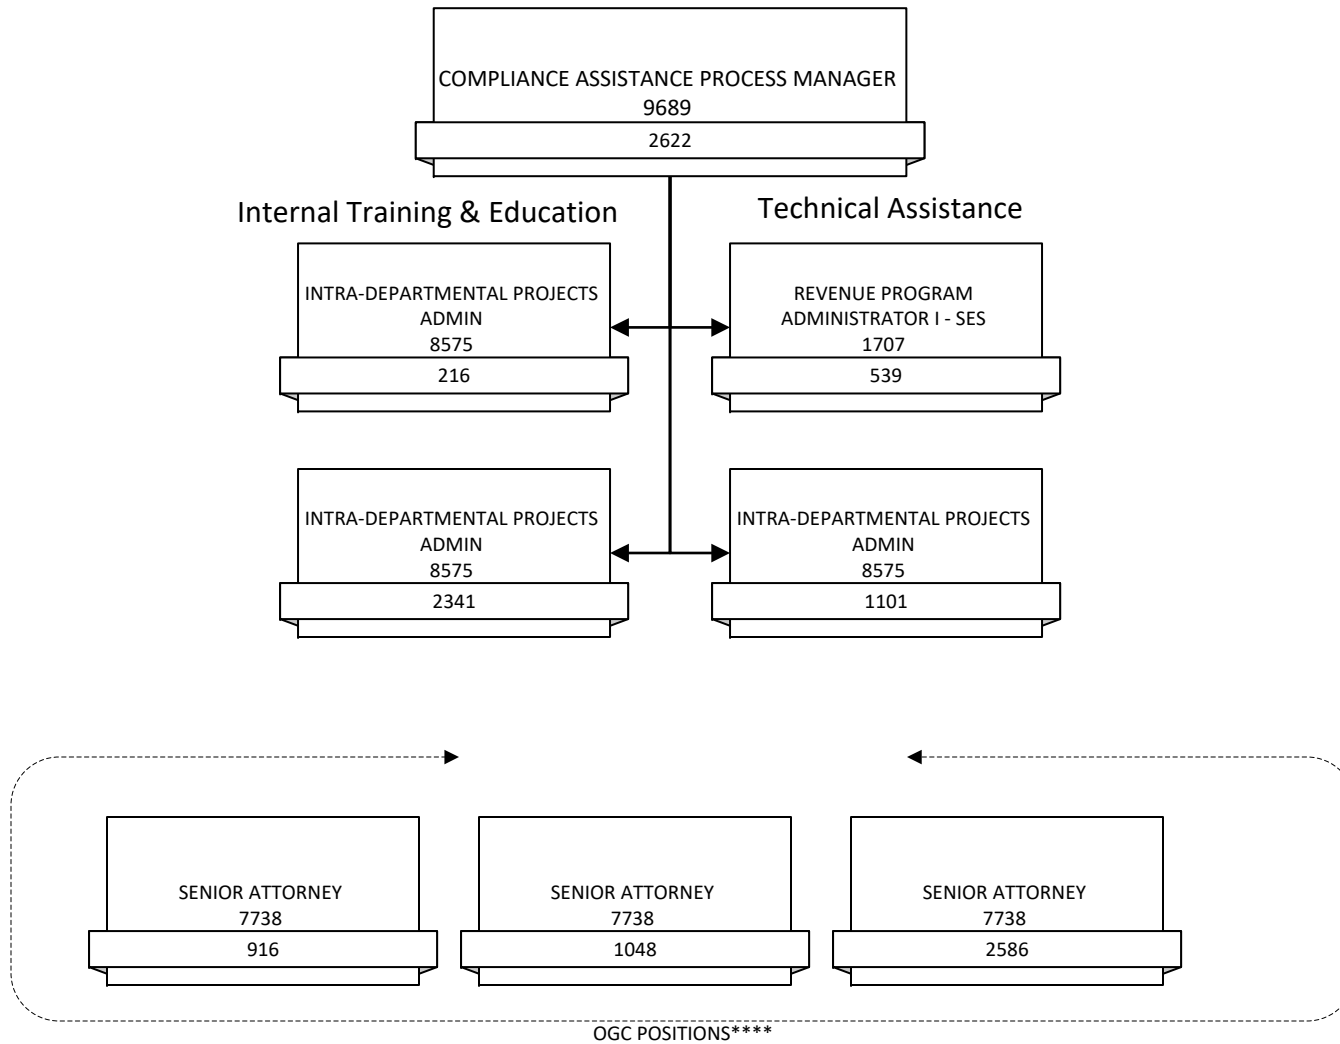 COMPLIANCE ASSISTANCE PROCESS MANAGER
9689
2622
Internal Training & Education
Technical Assistance
INTRA-DEPARTMENTAL PROJECTS
ADMIN
8575
216
REVENUE PROGRAM
ADMINISTRATOR I - SES
1707
539
INTRA-DEPARTMENTAL PROJECTS
ADMIN
8575
2341
INTRA-DEPARTMENTAL PROJECTS
ADMIN
8575
1101
SENIOR ATTORNEY
7738
916
SENIOR ATTORNEY
7738
1048
SENIOR ATTORNEY
7738
2586
OGC POSITIONS****